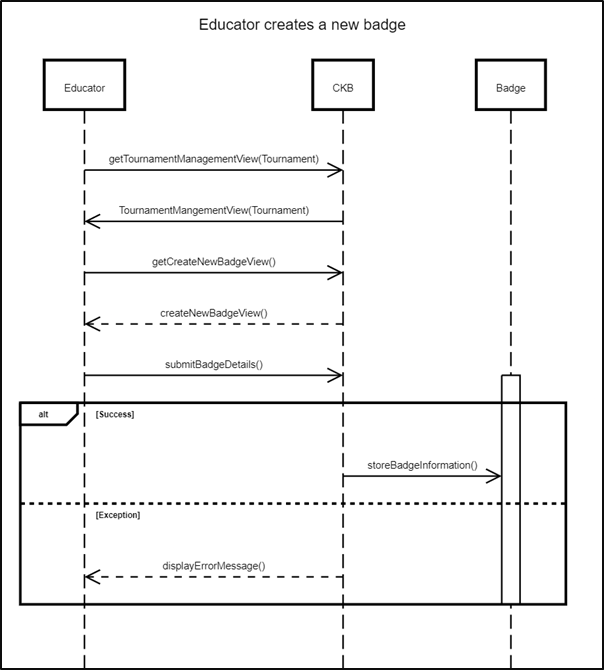 Educator creates a new badge
Educator
CKB
Badge
getTournamentManagementView(Tournament)
TournamentMangementView(Tournament)
getCreateNewBadgeView()
createNewBadgeView()
submitBadgeDetails()
alt
[Success]
storeBadgeInformation()
[Exception]
displayErrorMessage()